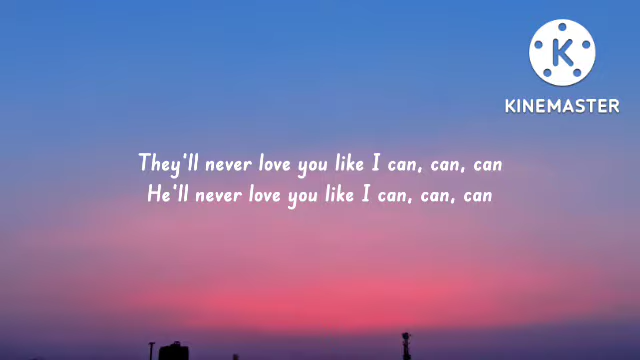 K
KINEMASTER
They'll never love you like I can, can, can
He'll never love you like I can, can, can